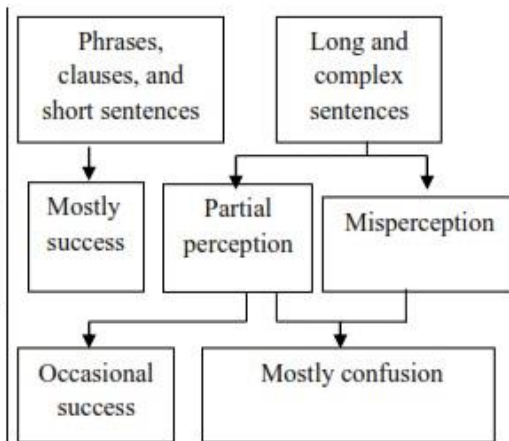 Phrases,
clauses, and
short sentences
Long and
complex
sentences
Mostly
success
Partial
perception
Misperception
Occasional
success
Mostly confusion